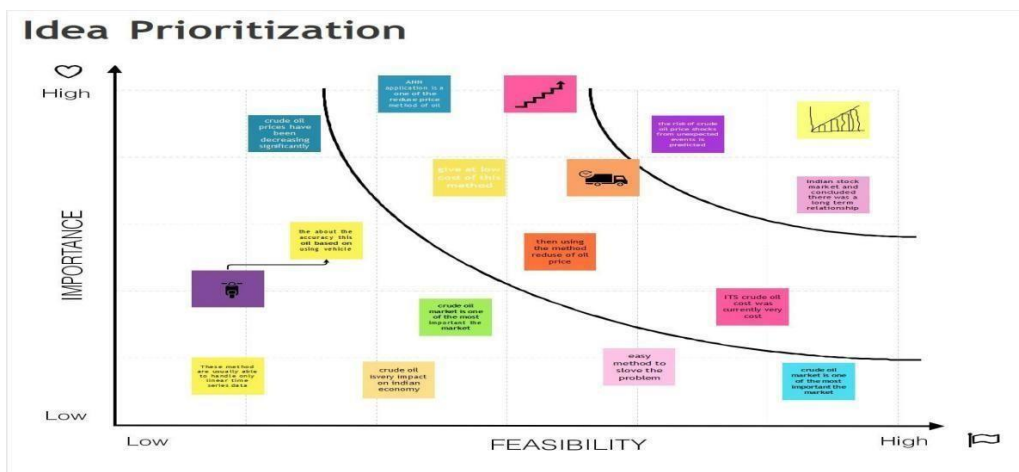 Idea Prioritization
High
ANN
application is a
one of the
reduse price
method of oil
crude oil
prices have
been
decreasing
significantly
the risk of crude
oil price shocks
from unexpected
events is
predicted
give at low
cost of this
method
indian stock
market and
concluded
there was a
long term
relationship
the about the
accuracy this
oil based on
using vehicle
then using
the method
reduse of oil
price
IMPORTANCE
crude oil
market is one
of the most
important the
market
ITS crude oil
cost was
currently very
cost
These method
are usually able
to handle only
linear time
series data
crude oil
isvery impact
on indian
economy
easy
method to
slove the
problem
crude oil
market is one
of the most
important the
market
Low
Low
FEASIBILITY
High